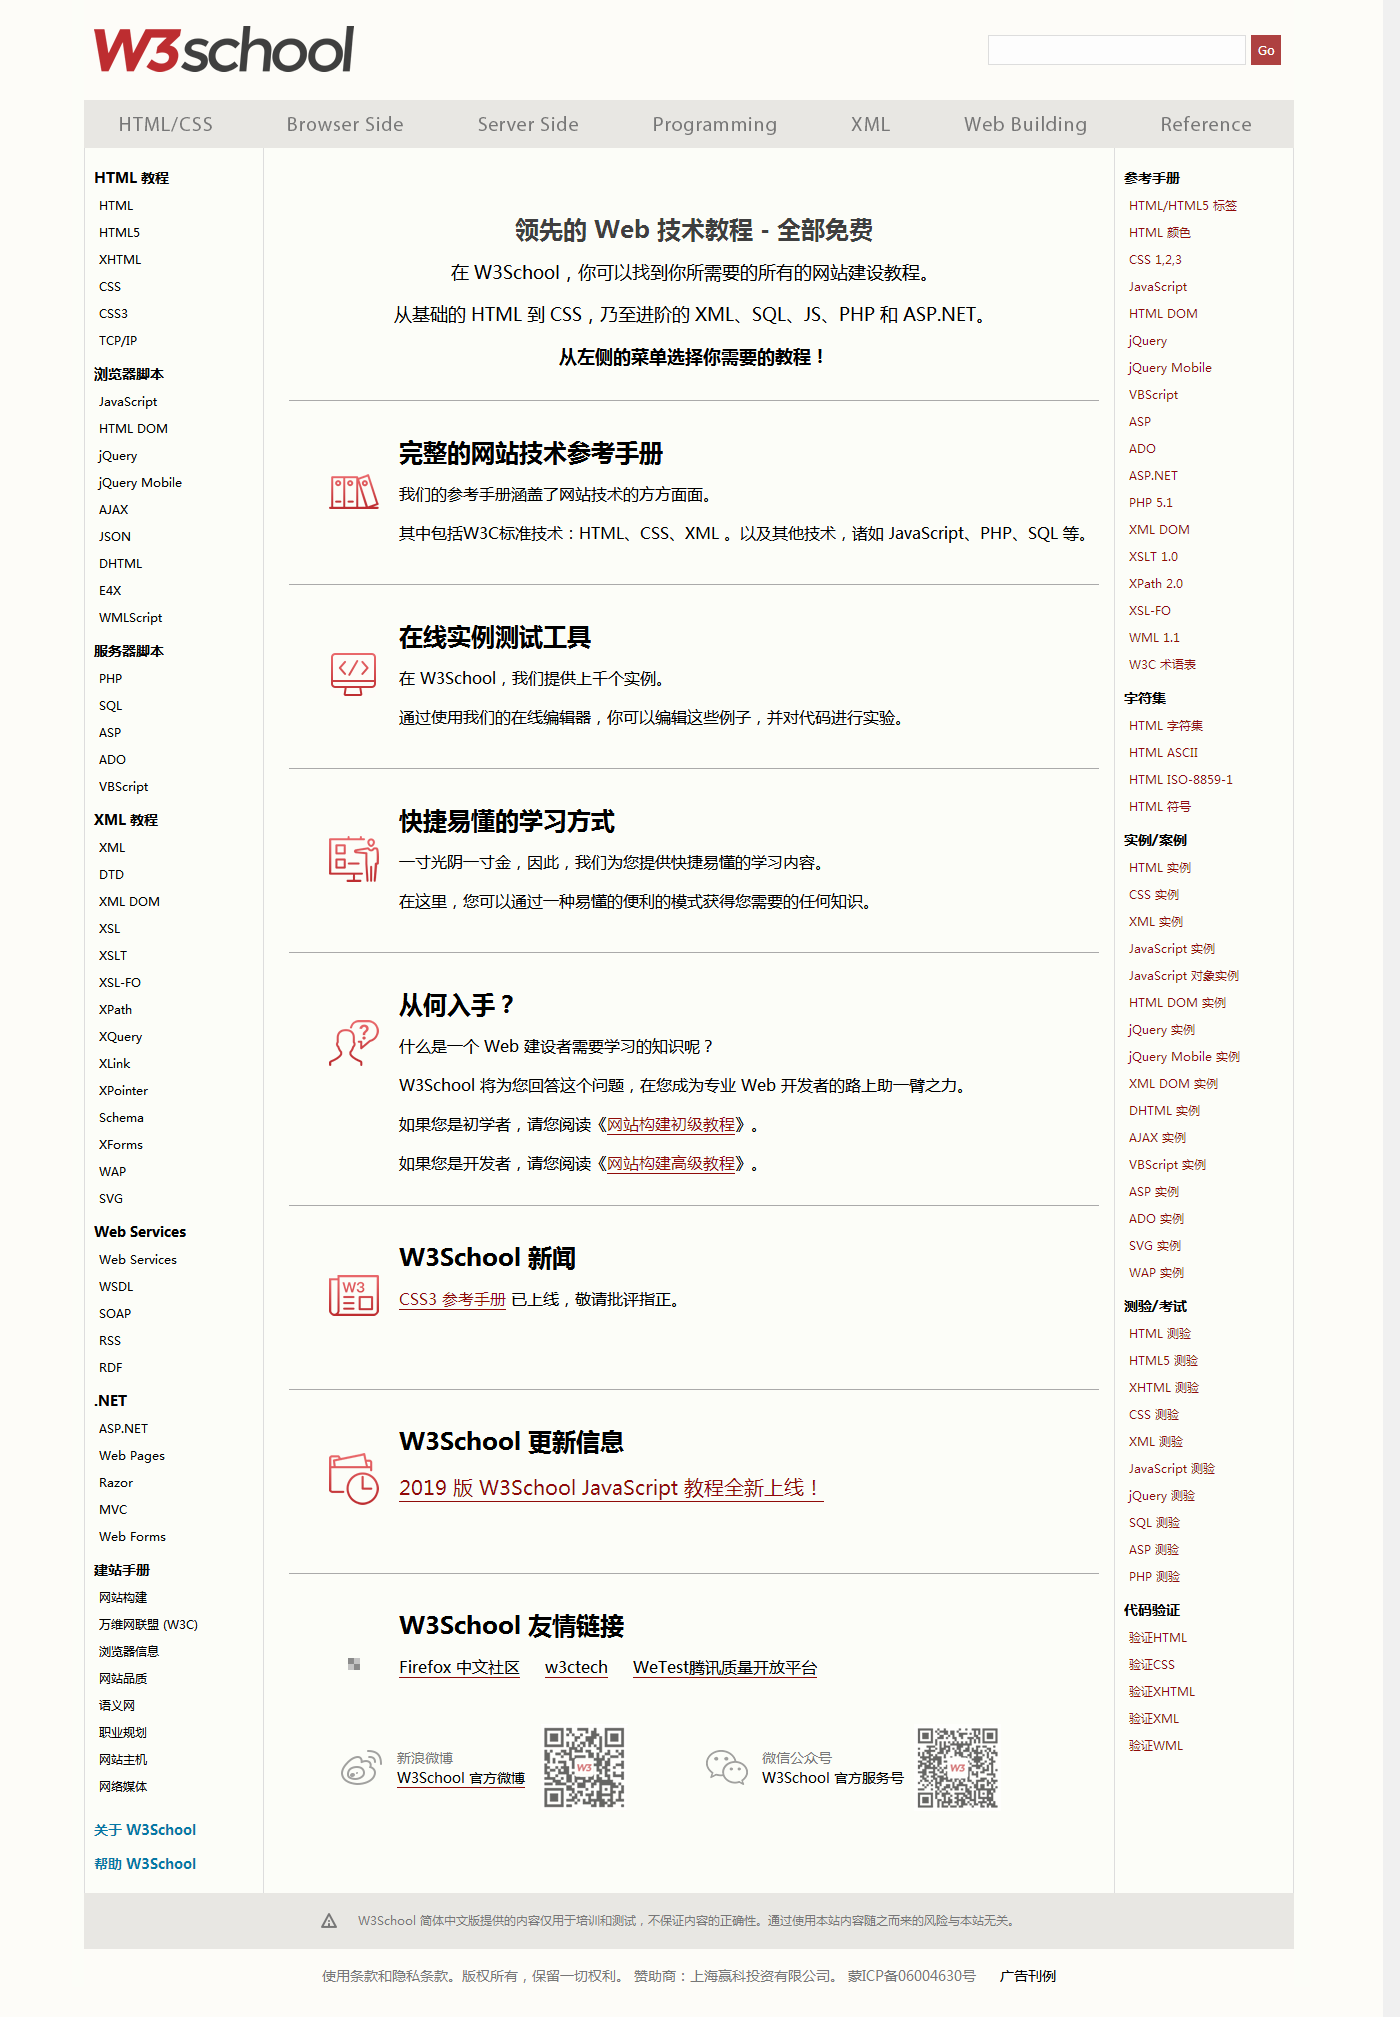 W3school
Go
HTML/CSS
Browser Side
Server Side
Programming
XML
Web Building
Reference
HTML 教程
HTML
HTML5
XHTML
CSS
CSS3
TCP/IP
浏览器脚本
JavaScript
HTML DOM
jQuery
jQuery Mobile
AJAX
JSON
DHTML
E4X
WMLScript
服务器脚本
PHP
SQL
ASP
ADO
VBScript
XML 教程
XML
DTD
XML DOM
XSL
XSLT
XSL-FO
XPath
XQuery
XLink
XPointer
Schema
XForms
WAP
SVG
Web Services
Web Services
WSDL
SOAP
RSS
RDF
.NET
ASP.NET
Web Pages
Razor
MVC
Web Forms
建站手册
网站构建
万维网联盟 (W3C)
浏览器信息
网站品质
语义网
职业规划
网站主机
网络媒体
关于 W3School
帮助 W3School
领先的 Web 技术教程 - 全部免费
在 W3School，你可以找到你所需要的所有的网站建设教程。
从基础的 HTML 到 CSS，乃至进阶的 XML、SQL、JS、PHP 和 ASP.NET。
从左侧的菜单选择你需要的教程！
完整的网站技术参考手册
我们的参考手册涵盖了网站技术的方方面面。
其中包括W3C标准技术：HTML、CSS、XML 。以及其他技术，诸如 JavaScript、PHP、SQL 等。
在线实例测试工具
在 W3School，我们提供上千个实例。
通过使用我们的在线编辑器，你可以编辑这些例子，并对代码进行实验。
快捷易懂的学习方式
一寸光阴一寸金，因此，我们为您提供快捷易懂的学习内容。
在这里，您可以通过一种易懂的便利的模式获得您需要的任何知识。
从何入手？
什么是一个 Web 建设者需要学习的知识呢？
W3School 将为您回答这个问题，在您成为专业 Web 开发者的路上助一臂之力。
如果您是初学者，请您阅读《网站构建初级教程》。
如果您是开发者，请您阅读《网站构建高级教程》。
W3School 新闻
W3
CSS3 参考手册 已上线，敬请批评指正。
W3School 更新信息
2019 版 W3School JavaScript 教程全新上线！
W3School 友情链接
Firefox 中文社区 w3ctech WeTest腾讯质量开放平台
新浪微博
W3School 官方微博
W3
微信公众号
W3School 官方服务号
W3
参考手册
HTML/HTML5 标签
HTML 颜色
CSS 1,2,3
JavaScript
HTML DOM
jQuery
jQuery Mobile
VBScript
ASP
ADO
ASP.NET
PHP 5.1
XML DOM
XSLT 1.0
XPath 2.0
XSL-FO
WML 1.1
W3C 术语表
字符集
HTML 字符集
HTML ASCII
HTML ISO-8859-1
HTML 符号
实例/案例
HTML 实例
CSS 实例
XML 实例
JavaScript 实例
JavaScript 对象实例
HTML DOM 实例
jQuery 实例
jQuery Mobile 实例
XML DOM 实例
DHTML 实例
AJAX 实例
VBScript 实例
ASP 实例
ADO 实例
SVG 实例
WAP 实例
测验/考试
HTML 测验
HTML5 测验
XHTML 测验
CSS 测验
XML 测验
JavaScript 测验
jQuery 测验
SQL 测验
ASP 测验
PHP 测验
代码验证
验证HTML
验证CSS
验证XHTML
验证XML
验证WML
W3School 简体中文版提供的内容仅用于培训和测试，不保证内容的正确性。通过使用本站内容随之而来的风险与本站无关。
使用条款和隐私条款。版权所有，保留一切权利。 赞助商：上海赢科投资有限公司。 蒙ICP备06004630号 广告刊例